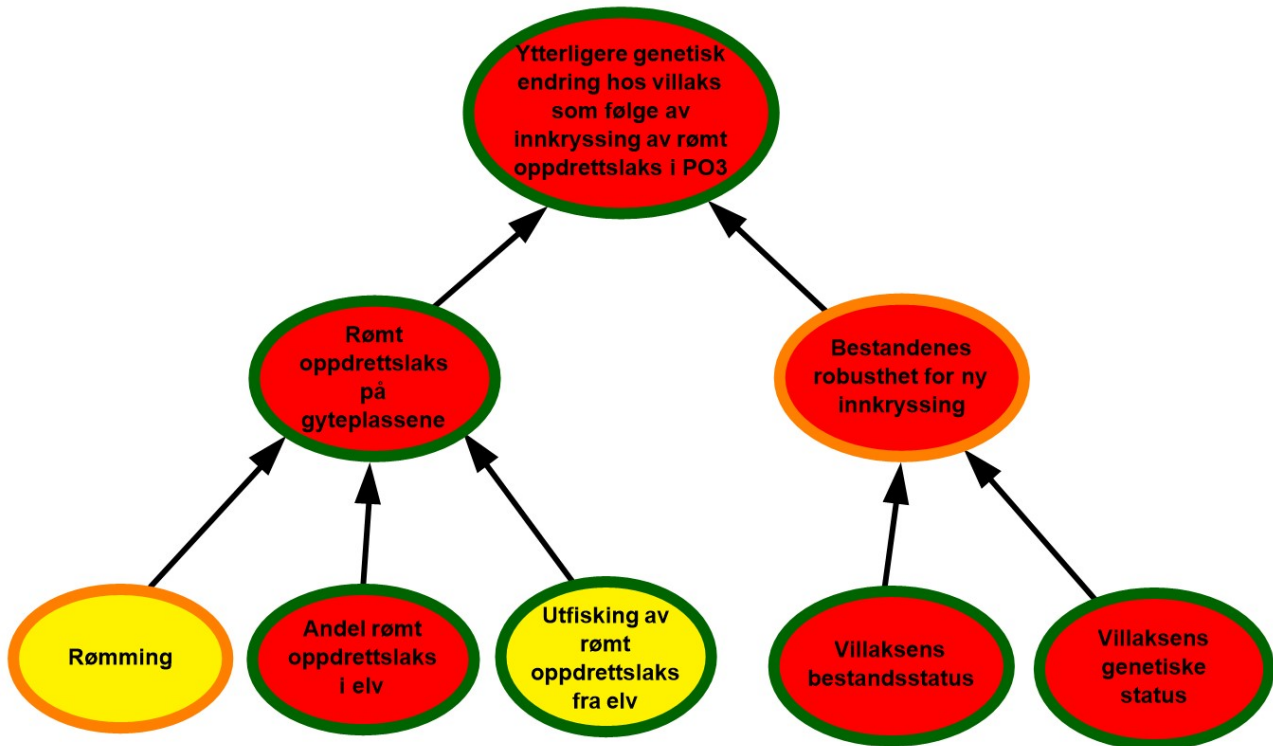 Ytterligere genetisk
endring hos villaks
som følge av
innkryssing av rømt
oppdrettslaks i PO3
Rømt
oppdrettslaks
på
gyteplassene
Bestandenes
robusthet for ny
innkryssing
Rømming
Andel rømt
oppdrettslaks
i elv
Utfisking av
rømt
oppdrettslaks
fra elv
Villaksens
bestandsstatus
Villaksens
genetiske
status